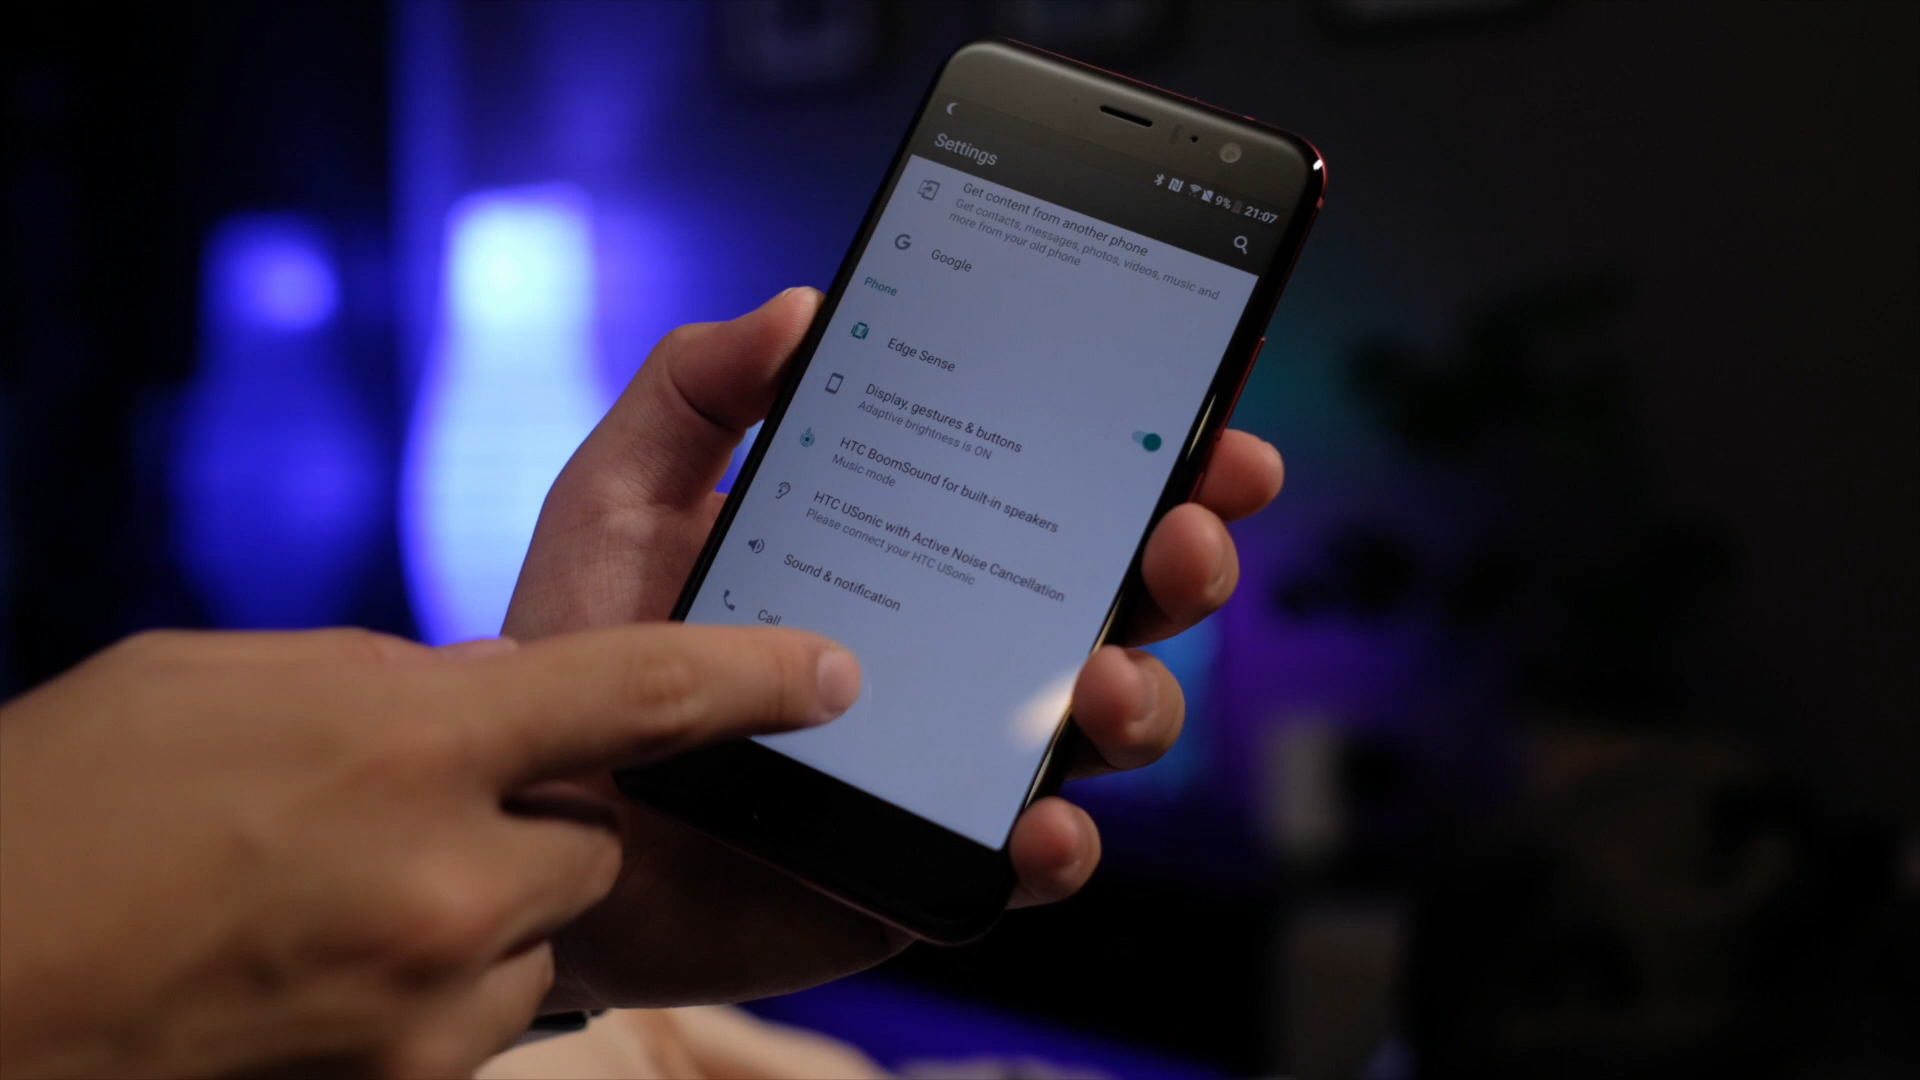 9% 21:07
Settings
Get content from another phone
Get contacts, messages, photos, videos, music and
more from your old phone
G
Google
Phone
Edge Sense
Display, gestures & buttons
Adaptive brightness is ON
HTC BoomSound for built-in speakers
Music mode
HTC USonic with Active Noise Cancellation
Please connect your HTC USonic
Sound & notification
Call